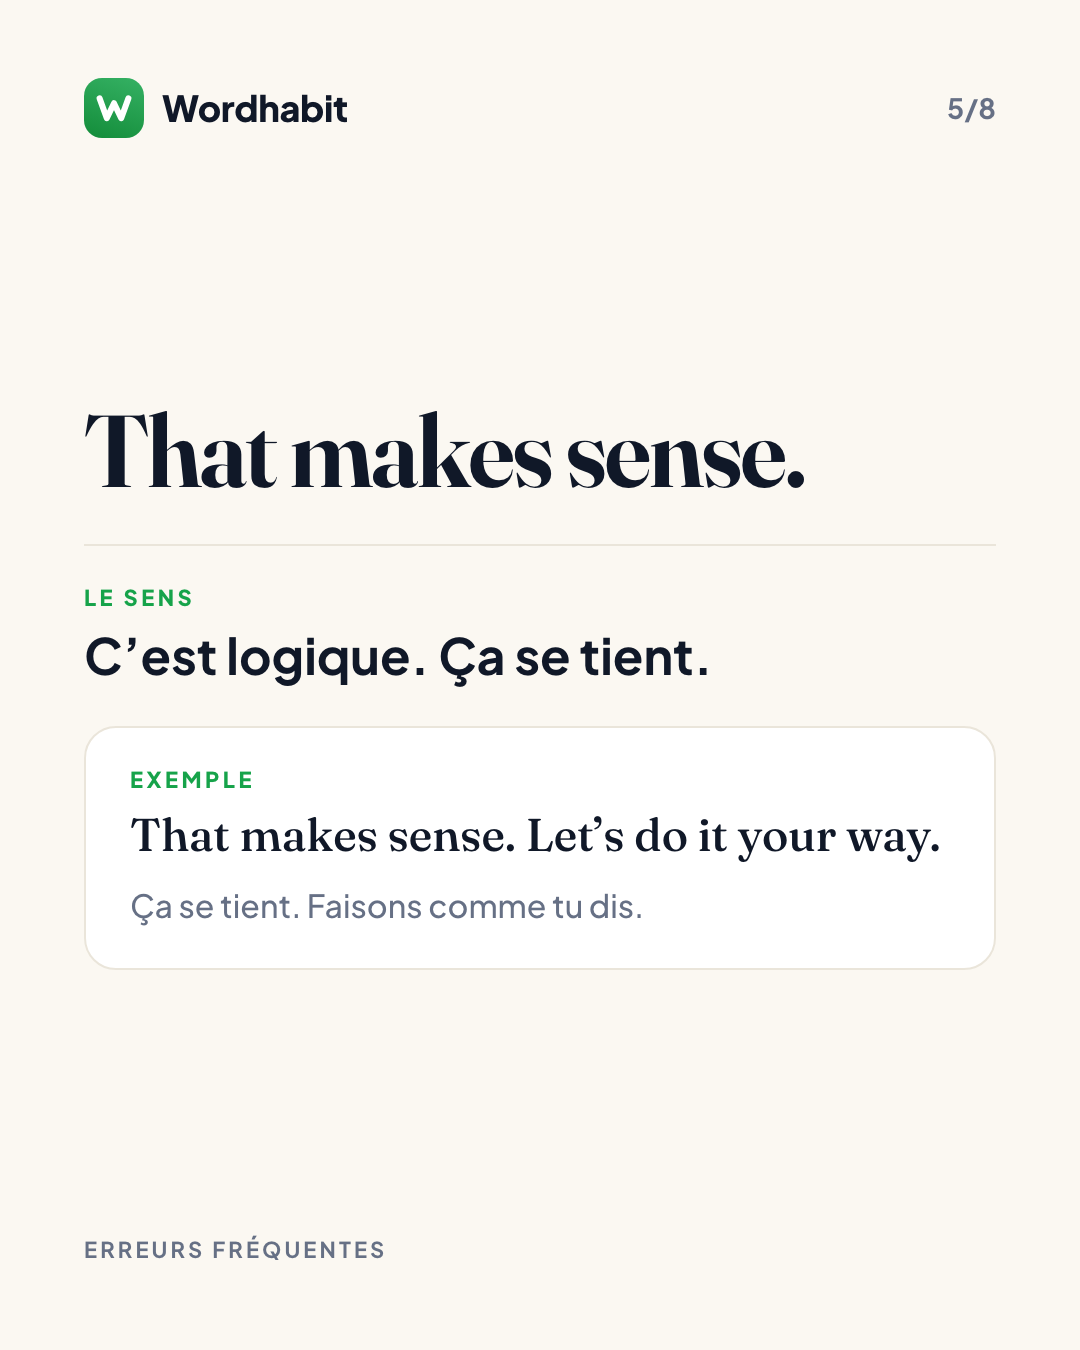 W Wordhabit
5/8
That makes sense.
LE SENS
C’est logique. Ça se tient.
EXEMPLE
That makes sense. Let’s do it your way.
Ça se tient. Faisons comme tu dis.
ERREURS FRÉQUENTES